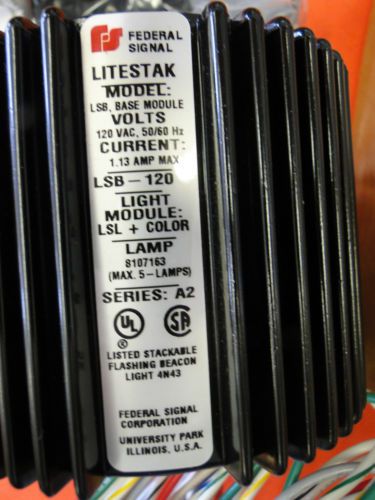 FEDERAL
SIGNAL
LITESTAK
MODEL:
LSB, BASE MODULE
VOLTS
120 VAC, 50/60 Hz
CURRENT:
1.13 AMP MAX
LSB - 120
LIGHT
MODULE:
LSL + COLOR
LAMP
8107163
(MAX. 5-LAMPS)
SERIES: A2
UL ® SA
LISTED STACKABLE
FLASHING BEACON
LIGHT 4N43
FEDERAL SIGNAL
CORPORATION
UNIVERSITY PARK
ILLINOIS, U.S.A.